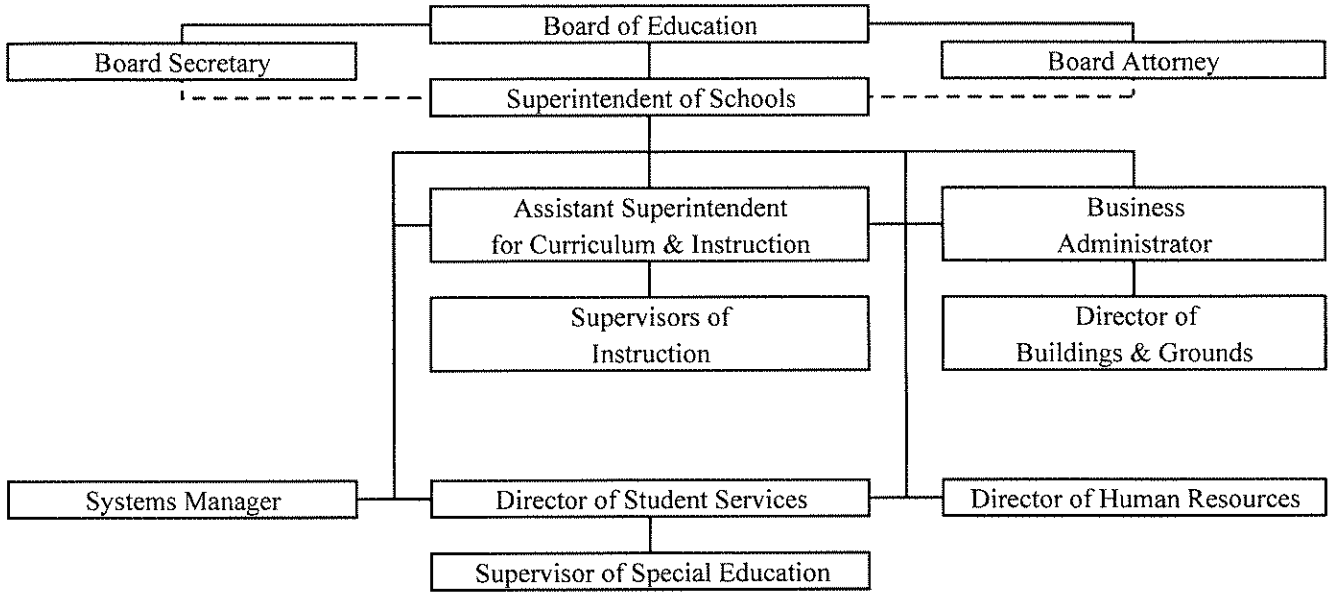 Board of Education
Board Secretary
Board Attorney
Superintendent of Schools
Assistant Superintendent
for Curriculum & Instruction
Business
Administrator
Supervisors of
Instruction
Director of
Buildings & Grounds
Systems Manager
Director of Student Services
Director of Human Resources
Supervisor of Special Education